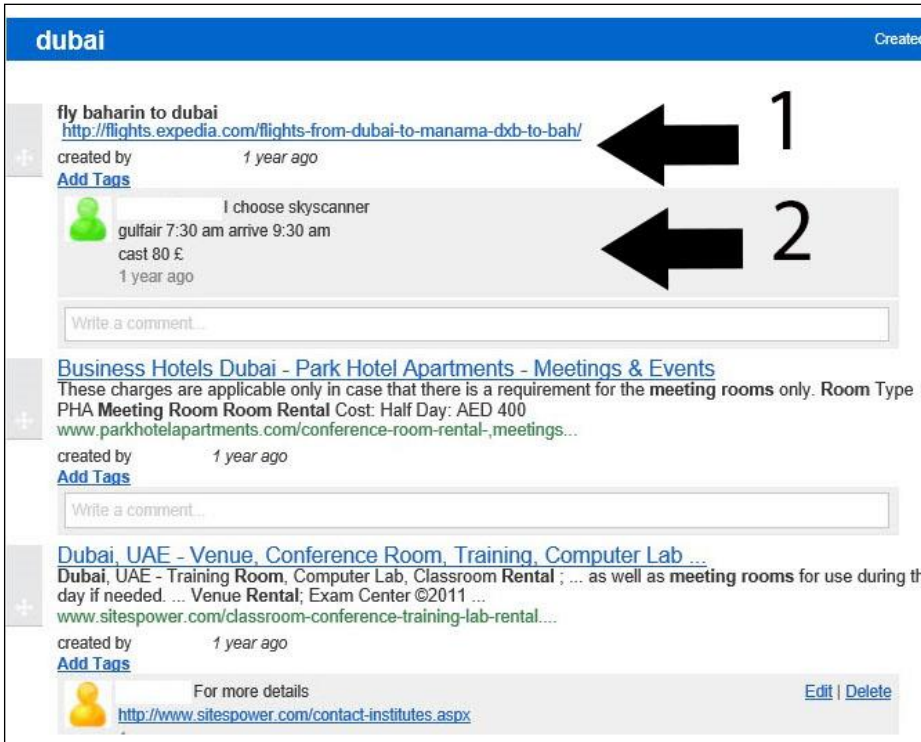 dubai
Created
fly baharin to dubai
http://flights.expedia.com/flights-from-dubai-to-manama-dxb-to-bah/
1
created by 1 year ago
Add Tags
I choose skyscanner
gulfair 7:30 am arrive 9:30 am
2
cast 80 £
1 year ago
Write a comment...
Business Hotels Dubai - Park Hotel Apartments - Meetings & Events
These charges are applicable only in case that there is a requirement for the meeting rooms only. Room Type
PHA Meeting Room Room Rental Cost: Half Day: AED 400
www.parkhotelapartments.com/conference-room-rental-,meetings...
created by 1 year ago
Add Tags
Write a comment...
Dubai, UAE - Venue, Conference Room, Training, Computer Lab ...
Dubai, UAE - Training Room, Computer Lab, Classroom Rental ; ... as well as meeting rooms for use during th
day if needed. ... Venue Rental; Exam Center ©2011 ...
www.sitespower.com/classroom-conference-training-lab-rental....
created by 1 year ago
Add Tags
For more details
Edit | Delete
http://www.sitespower.com/contact-institutes.aspx